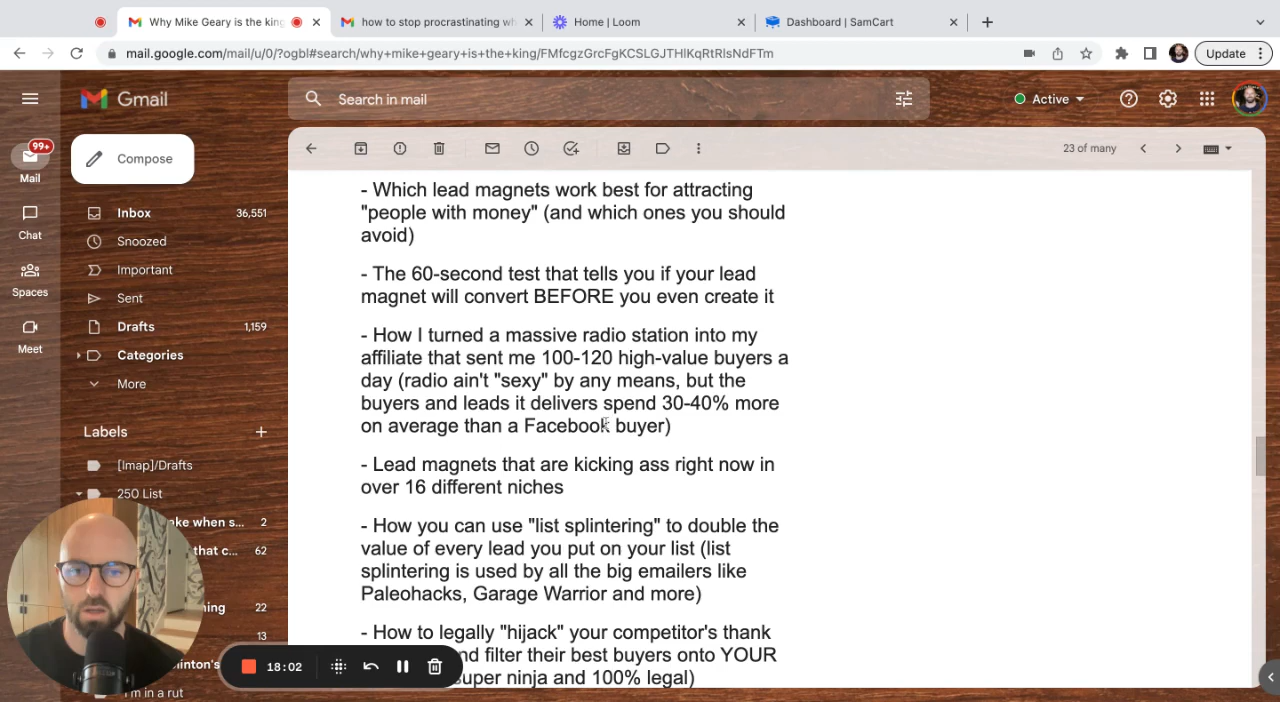 Why Mike Geary is the king
how to stop procrastinating wh
Home | Loom
Dashboard | SamCart
mail.google.com/mail/u/0/?ogbl#search/why+mike+geary+is+the+king/FMfcgzGrcFgKCSLGJTHlKqRtRlsNdFTm
Update
Gmail
Search in mail
Active
99+
Mail
Chat
Spaces
Meet
Compose
Inbox 36,551
Snoozed
Important
Sent
Drafts 1,159
Categories
More
Labels
[Imap]/Drafts
250 List
oke when s... 2
that c... 62
ning 22
13
linton's
I'm in a rut
23 of many
- Which lead magnets work best for attracting
"people with money" (and which ones you should
avoid)
- The 60-second test that tells you if your lead
magnet will convert BEFORE you even create it
- How I turned a massive radio station into my
affiliate that sent me 100-120 high-value buyers a
day (radio ain't "sexy" by any means, but the
buyers and leads it delivers spend 30-40% more
on average than a Facebook buyer)
- Lead magnets that are kicking ass right now in
over 16 different niches
- How you can use "list splintering" to double the
value of every lead you put on your list (list
splintering is used by all the big emailers like
Paleohacks, Garage Warrior and more)
- How to legally "hijack" your competitor's thank
nd filter their best buyers onto YOUR
super ninja and 100% legal)
18:02